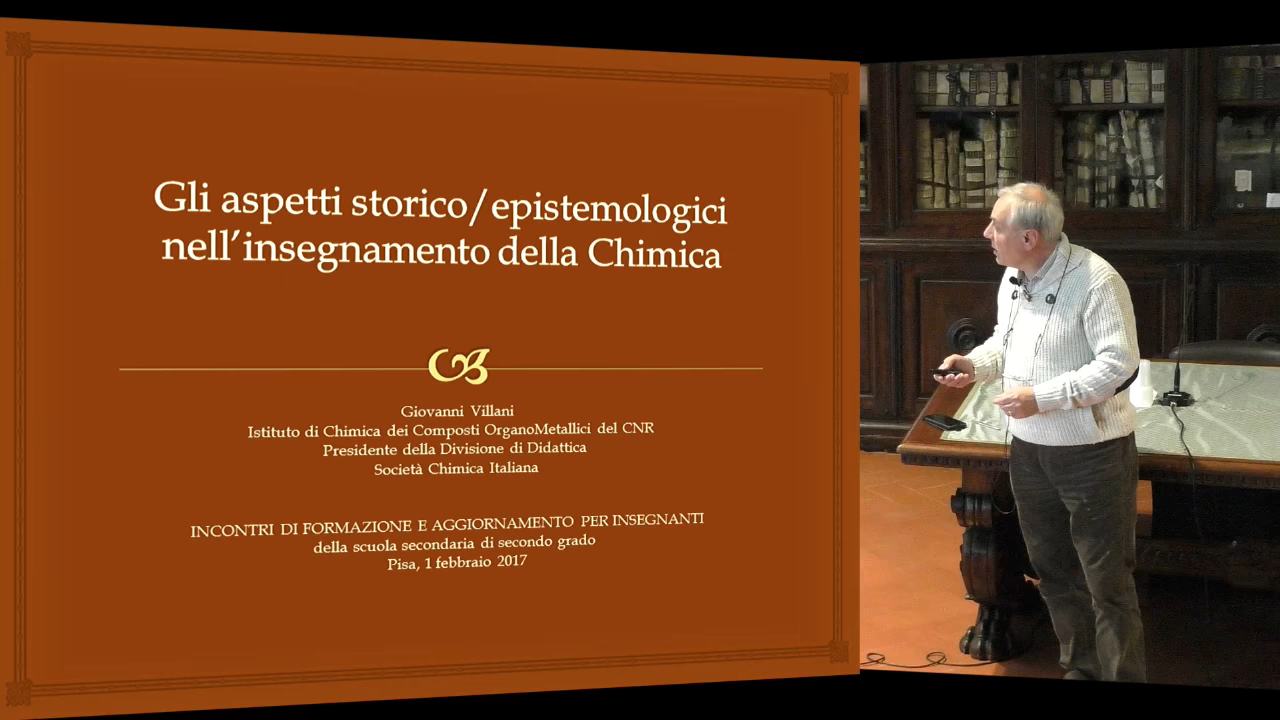 Gli aspetti storico/epistemologici
nell'insegnamento della Chimica
Giovanni Villani
Istituto di Chimica dei Composti OrganoMetallici del CNR
Presidente della Divisione di Didattica
Società Chimica Italiana
INCONTRI DI FORMAZIONE E AGGIORNAMENTO PER INSEGNANTI
della scuola secondaria di secondo grado
Pisa, 1 febbraio 2017